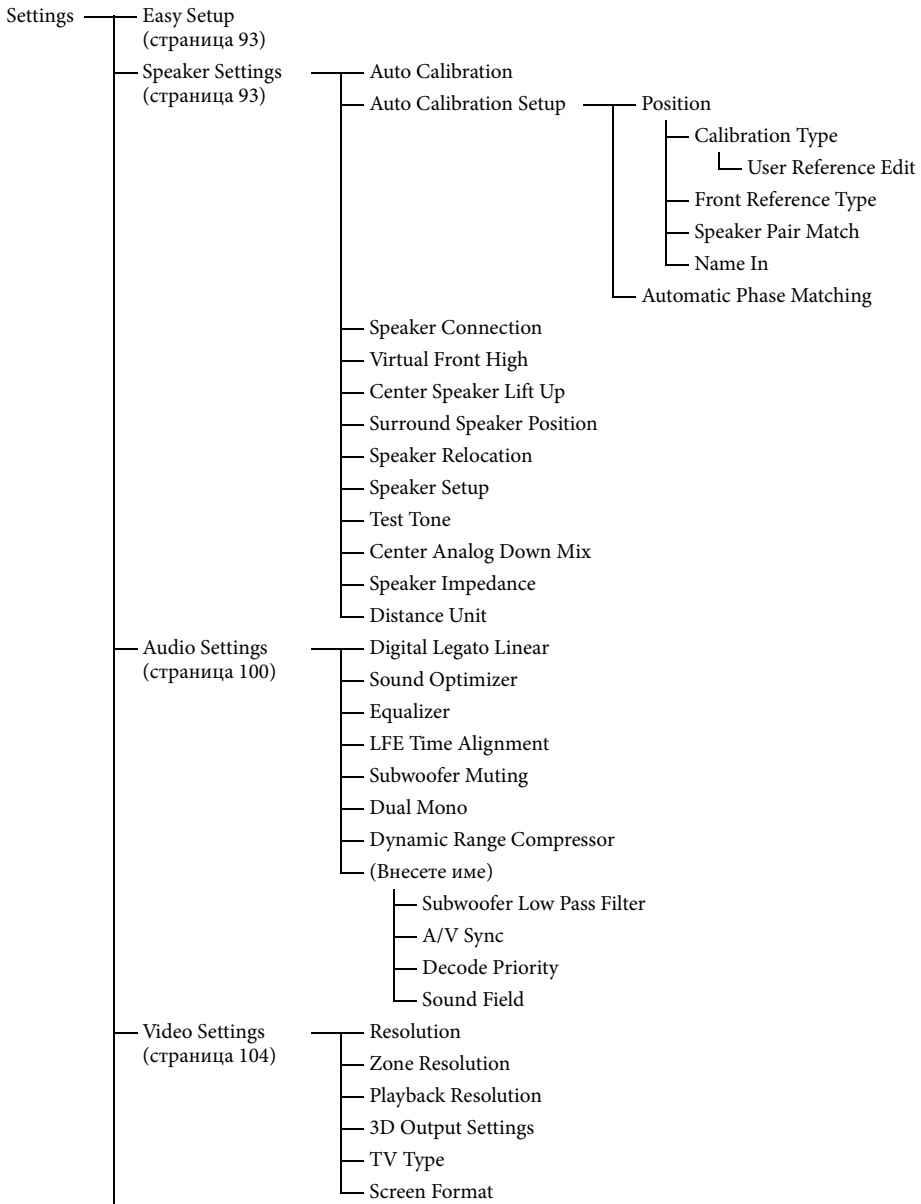 Settings
Easy Setup
(страница 93)
Speaker Settings
(страница 93)
Auto Calibration
Auto Calibration Setup
Position
Calibration Type
User Reference Edit
Front Reference Type
Speaker Pair Match
Name In
Automatic Phase Matching
Speaker Connection
Virtual Front High
Center Speaker Lift Up
Surround Speaker Position
Speaker Relocation
Speaker Setup
Test Tone
Center Analog Down Mix
Speaker Impedance
Distance Unit
Audio Settings
(страница 100)
Digital Legato Linear
Sound Optimizer
Equalizer
LFE Time Alignment
Subwoofer Muting
Dual Mono
Dynamic Range Compressor
(Внесете име)
Subwoofer Low Pass Filter
A/V Sync
Decode Priority
Sound Field
Video Settings
(страница 104)
Resolution
Zone Resolution
Playback Resolution
3D Output Settings
TV Type
Screen Format